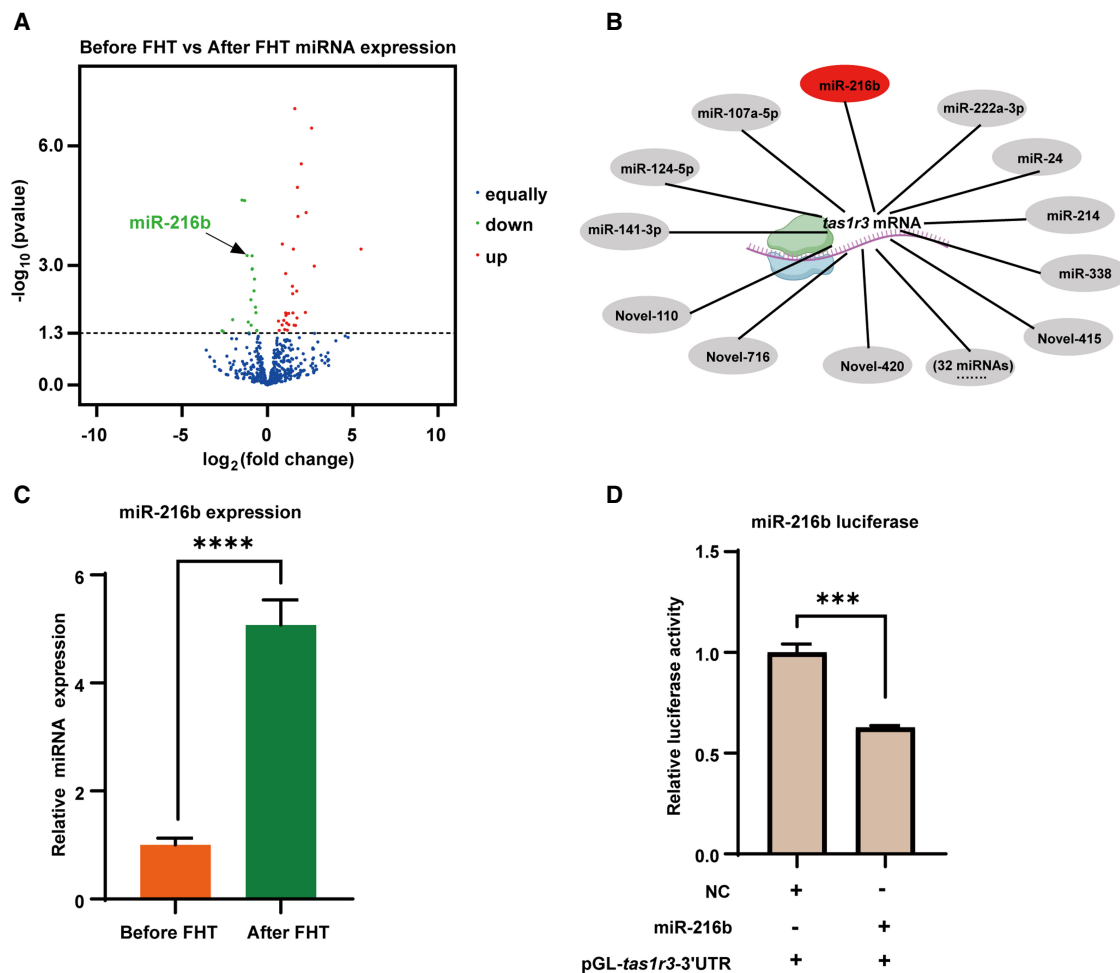 A
Before FHT vs After FHT miRNA expression
-log10 (pvalue)
6.0
3.0
1.3
0.0
miR-216b
-10
-5
0
5
10
log2(fold change)
equally
down
up
B
miR-216b
miR-107a-5p
miR-222a-3p
miR-124-5p
miR-24
miR-141-3p
tas1r3 mRNA
miR-214
miR-338
Novel-110
Novel-415
Novel-716
Novel-420
(32 miRNAs)
.......
C
miR-216b expression
****
Relative miRNA expression
6
4
2
0
Before FHT
After FHT
D
miR-216b luciferase
***
Relative luciferase activity
1.5
1.0
0.5
0.0
NC + -
miR-216b - +
pGL-tas1r3-3'UTR + +